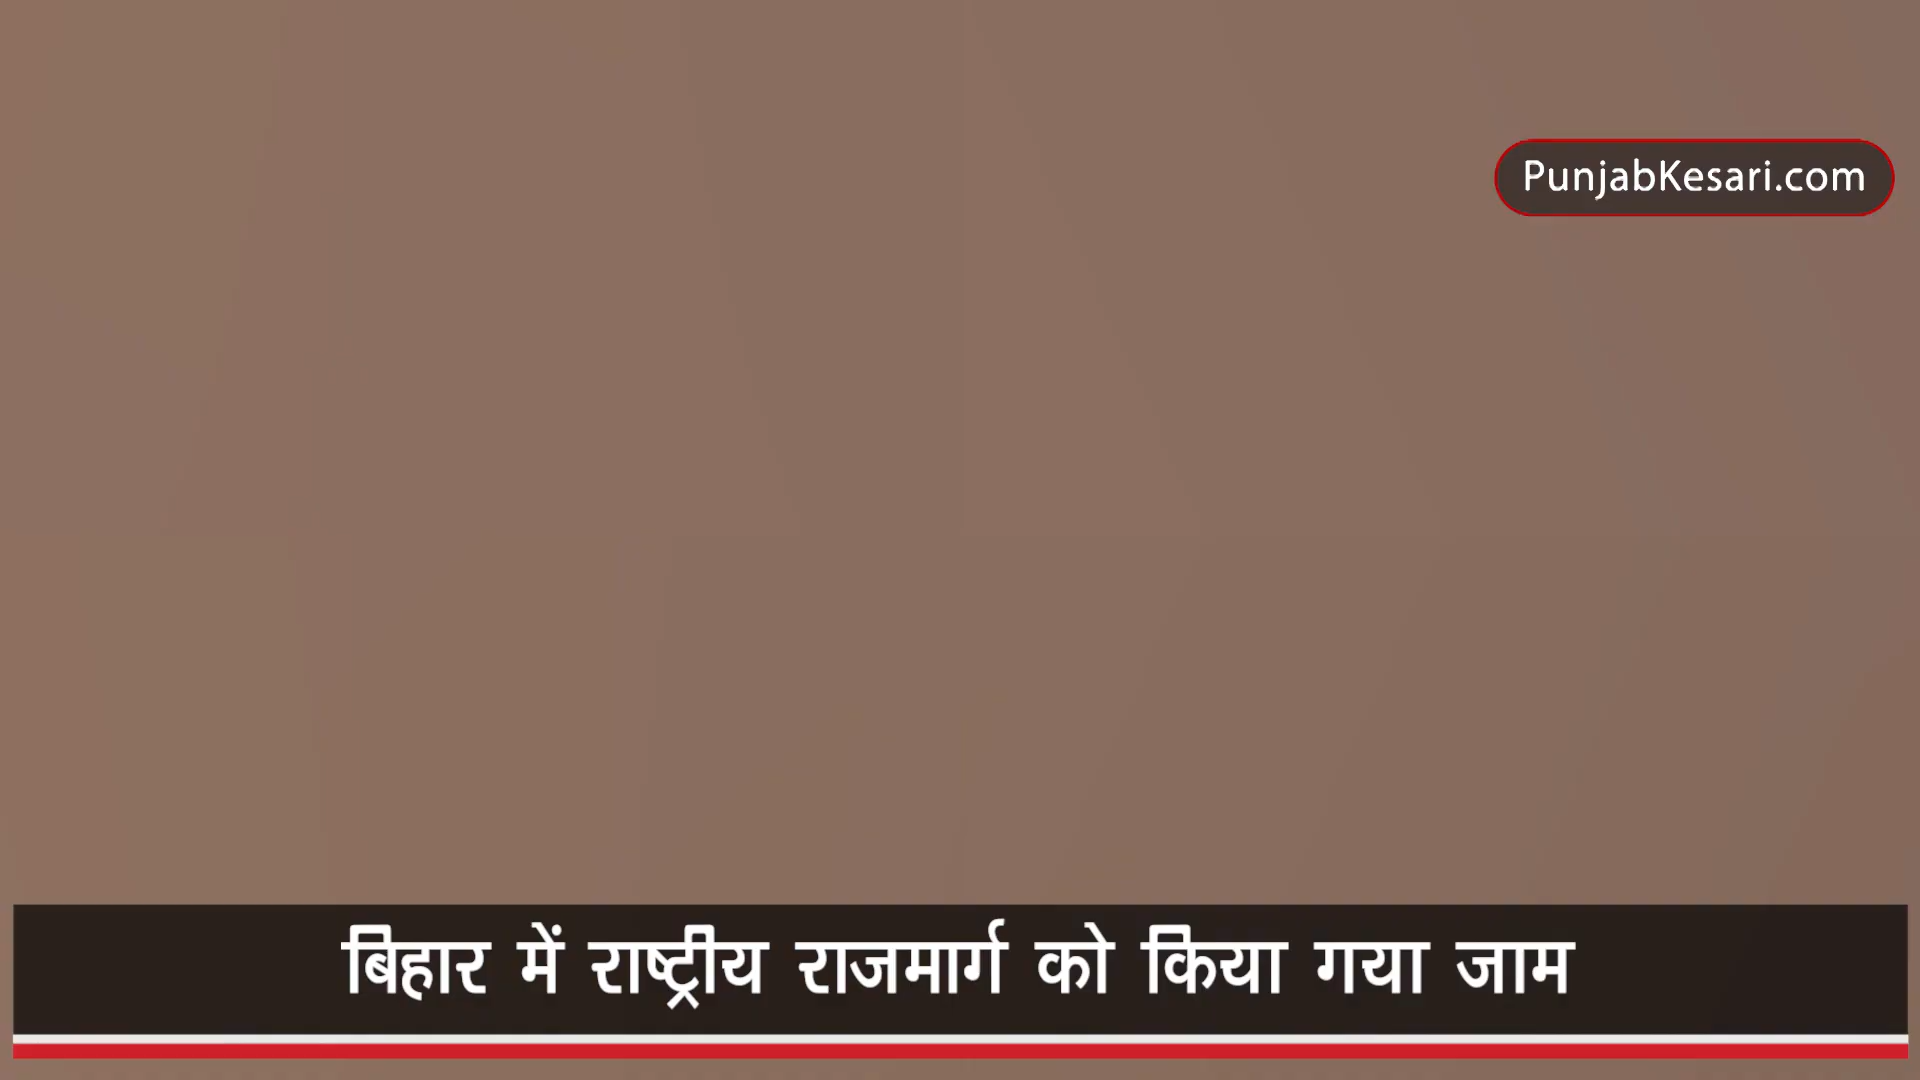 PunjabKesari.com
बिहार में राष्ट्रीय राजमार्ग को किया गया जाम